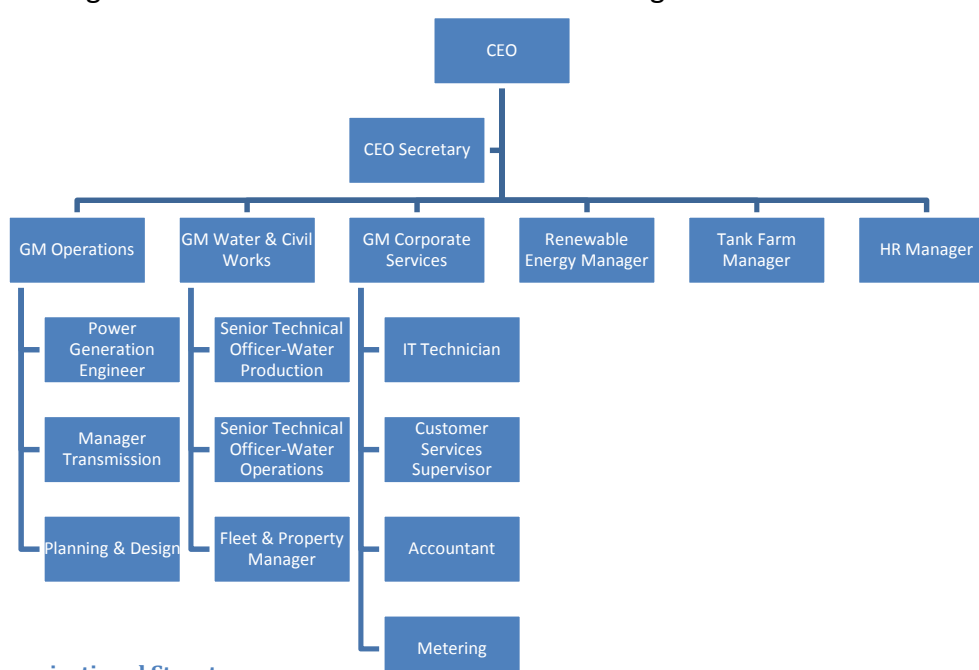 CEO
CEO Secretary
GM Operations
GM Water & Civil
Works
GM Corporate
Services
Renewable
Energy Manager
Tank Farm
Manager
HR Manager
Power
Generation
Engineer
Senior Technical
Officer-Water
Production
IT Technician
Manager
Transmission
Senior Technical
Officer-Water
Operations
Customer
Services
Supervisor
Planning & Design
Fleet & Property
Manager
Accountant
Metering